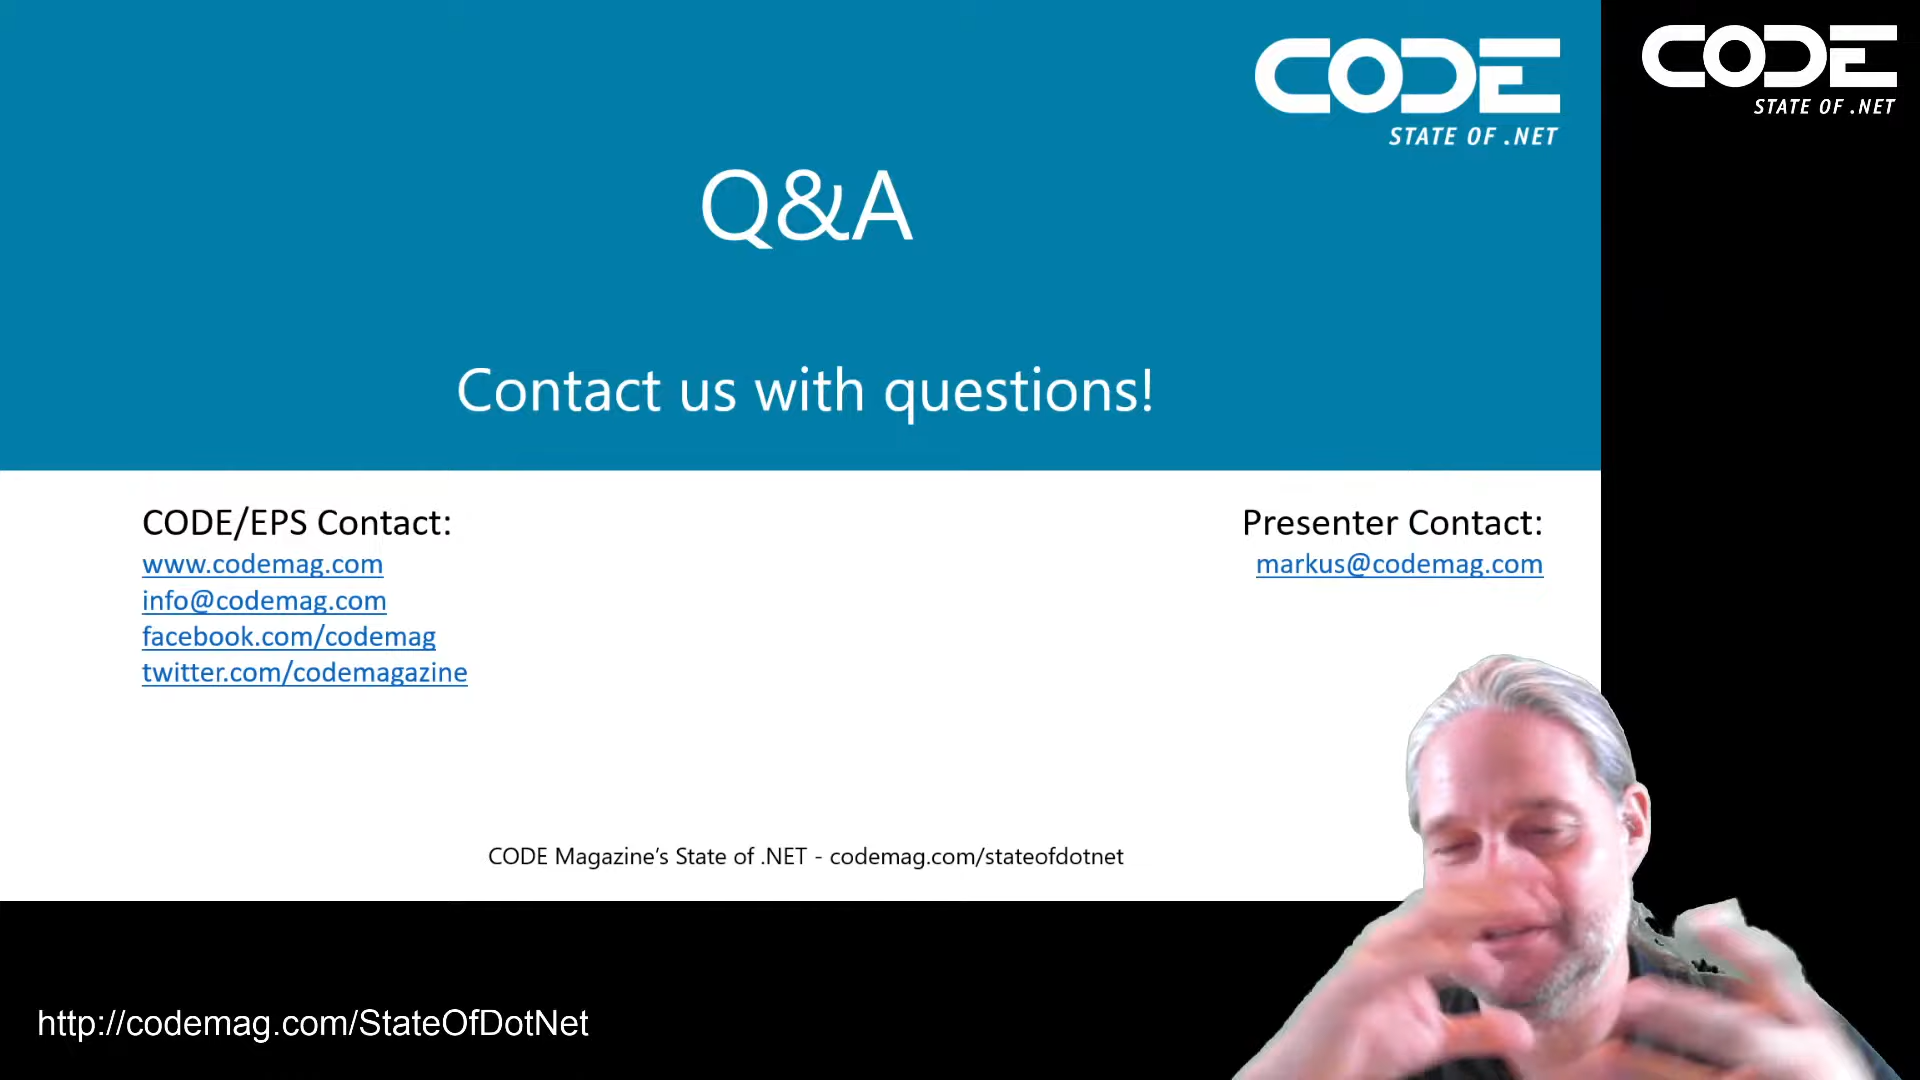 CODE
STATE OF .NET
CODE
STATE OF .NET
Q&A
Contact us with questions!
CODE/EPS Contact:
www.codemag.com
info@codemag.com
facebook.com/codemag
twitter.com/codemagazine
Presenter Contact:
markus@codemag.com
CODE Magazine’s State of .NET - codemag.com/stateofdotnet
http://codemag.com/StateOfDotNet